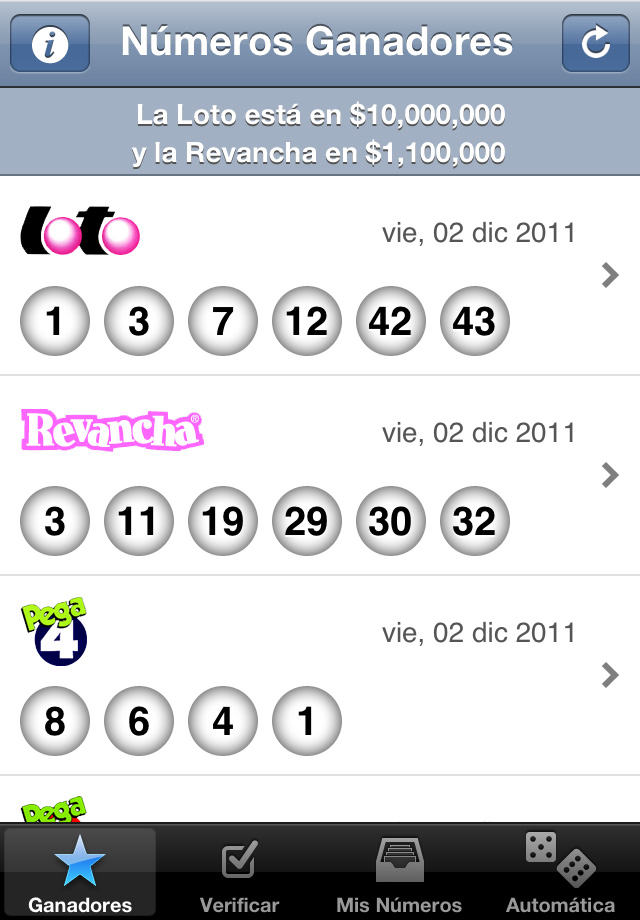 Números Ganadores
La Loto está en $10,000,000
y la Revancha en $1,100,000
loto
vie, 02 dic 2011
1 3 7 12 42 43
Revancha®
vie, 02 dic 2011
3 11 19 29 30 32
Pega
4
vie, 02 dic 2011
8 6 4 1
Pega
Ganadores Verificar Mis Números Automática